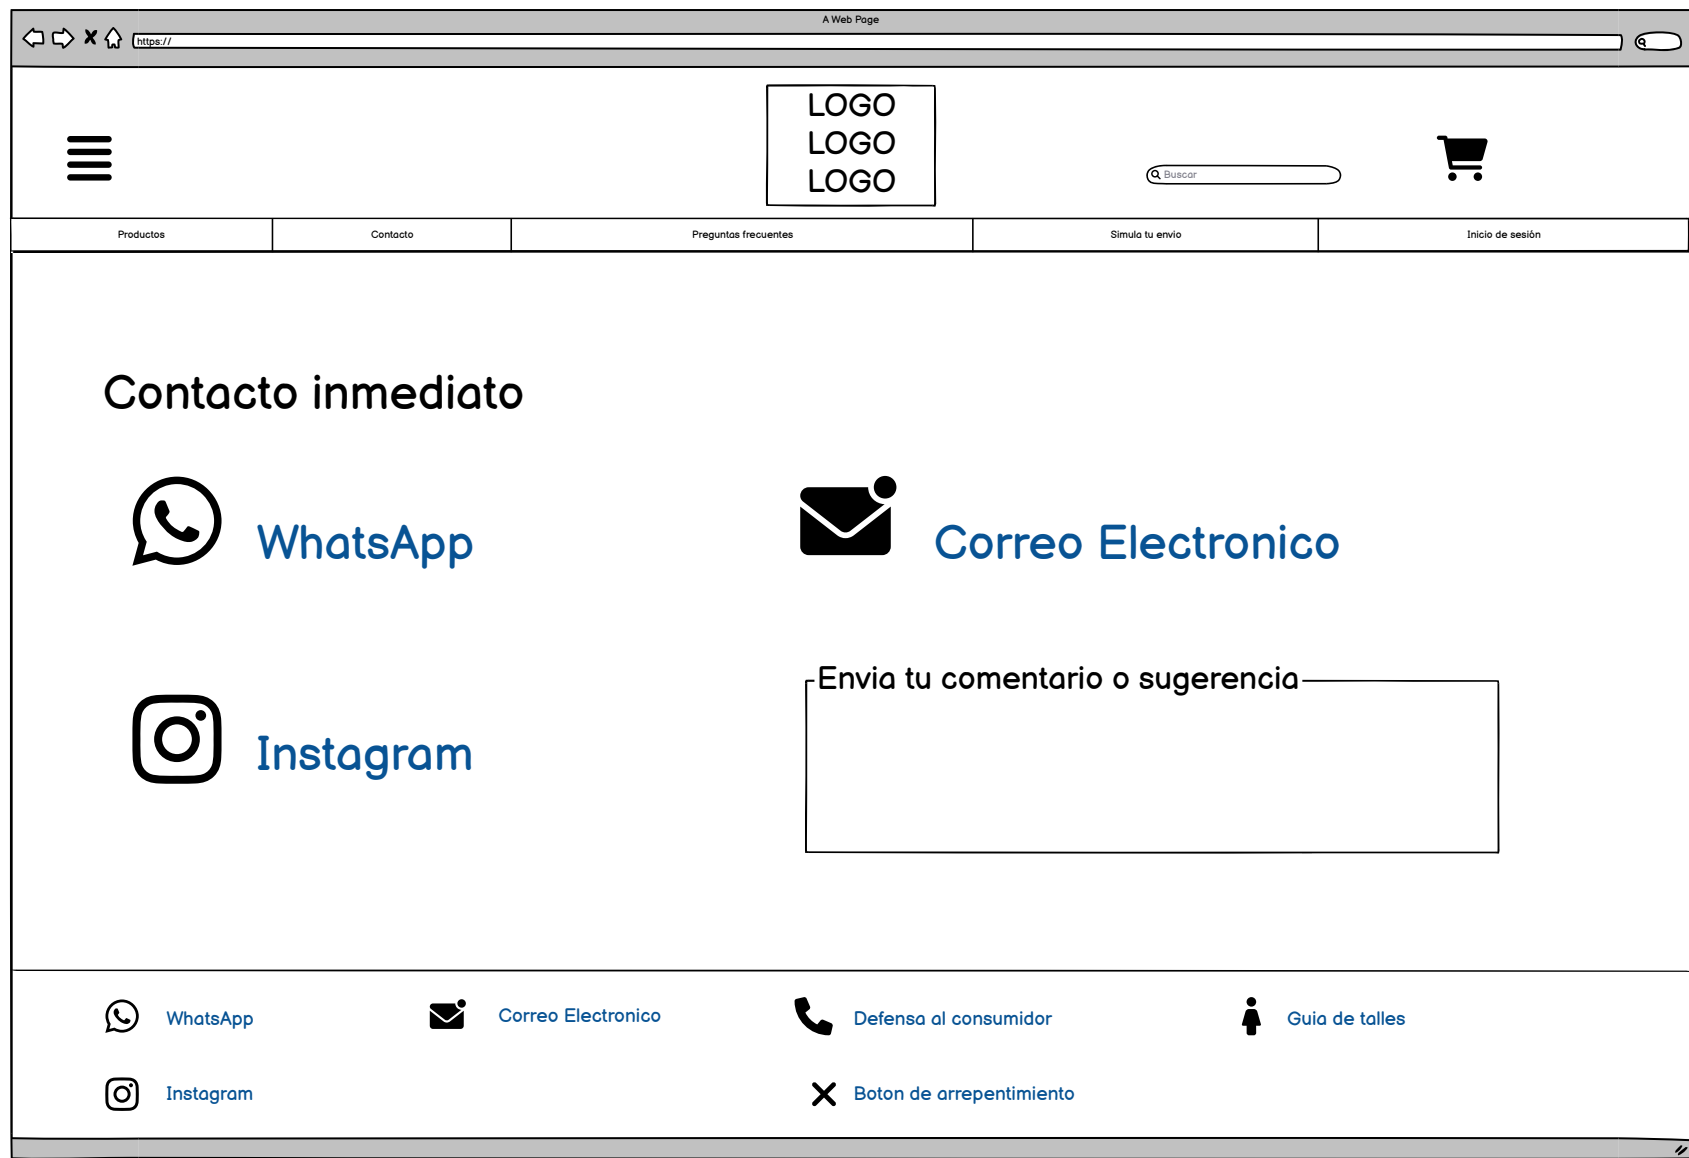 A Web Page
https://
LOGO
LOGO
LOGO
Buscar
Productos
Contacto
Preguntas frecuentes
Simula tu envio
Inicio de sesión
Contacto inmediato
WhatsApp
Correo Electronico
Envia tu comentario o sugerencia
Instagram
WhatsApp
Correo Electronico
Defensa al consumidor
Guia de talles
Instagram
Boton de arrepentimiento